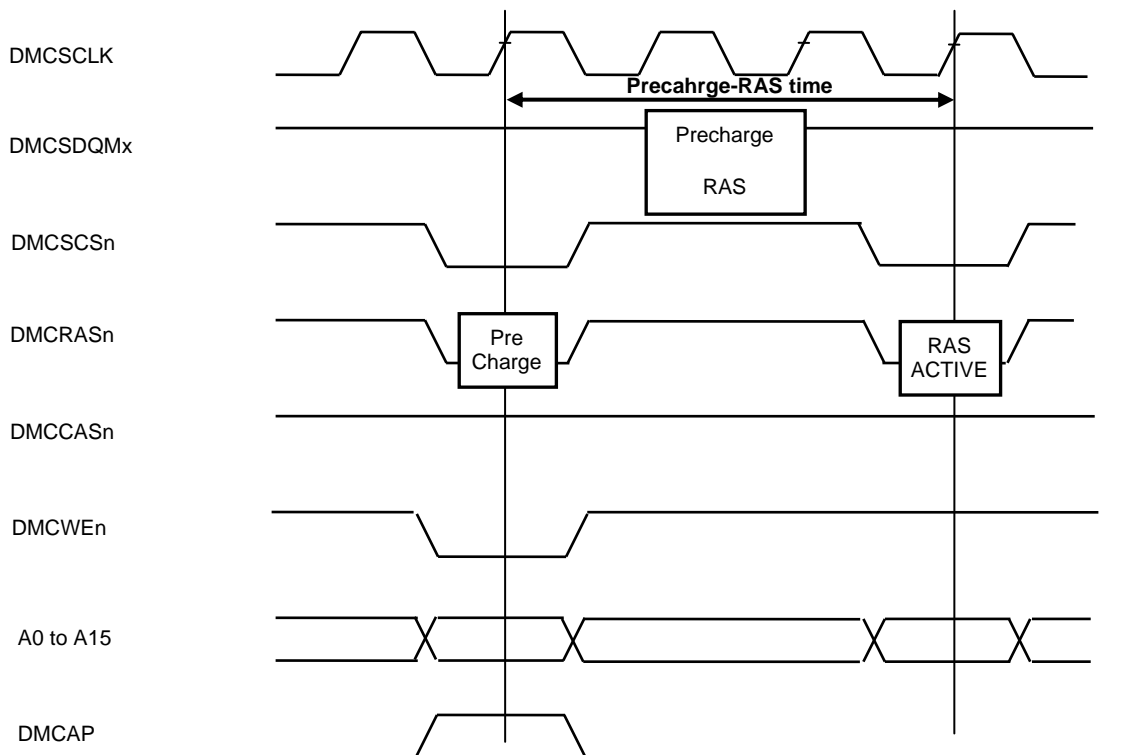 DMCSCLK
Precahrge-RAS time
DMCSDQMx
Precharge
RAS
DMCSCSn
DMCRASn
Pre
Charge
RAS
ACTIVE
DMCCASn
DMCWEn
A0 to A15
DMCAP